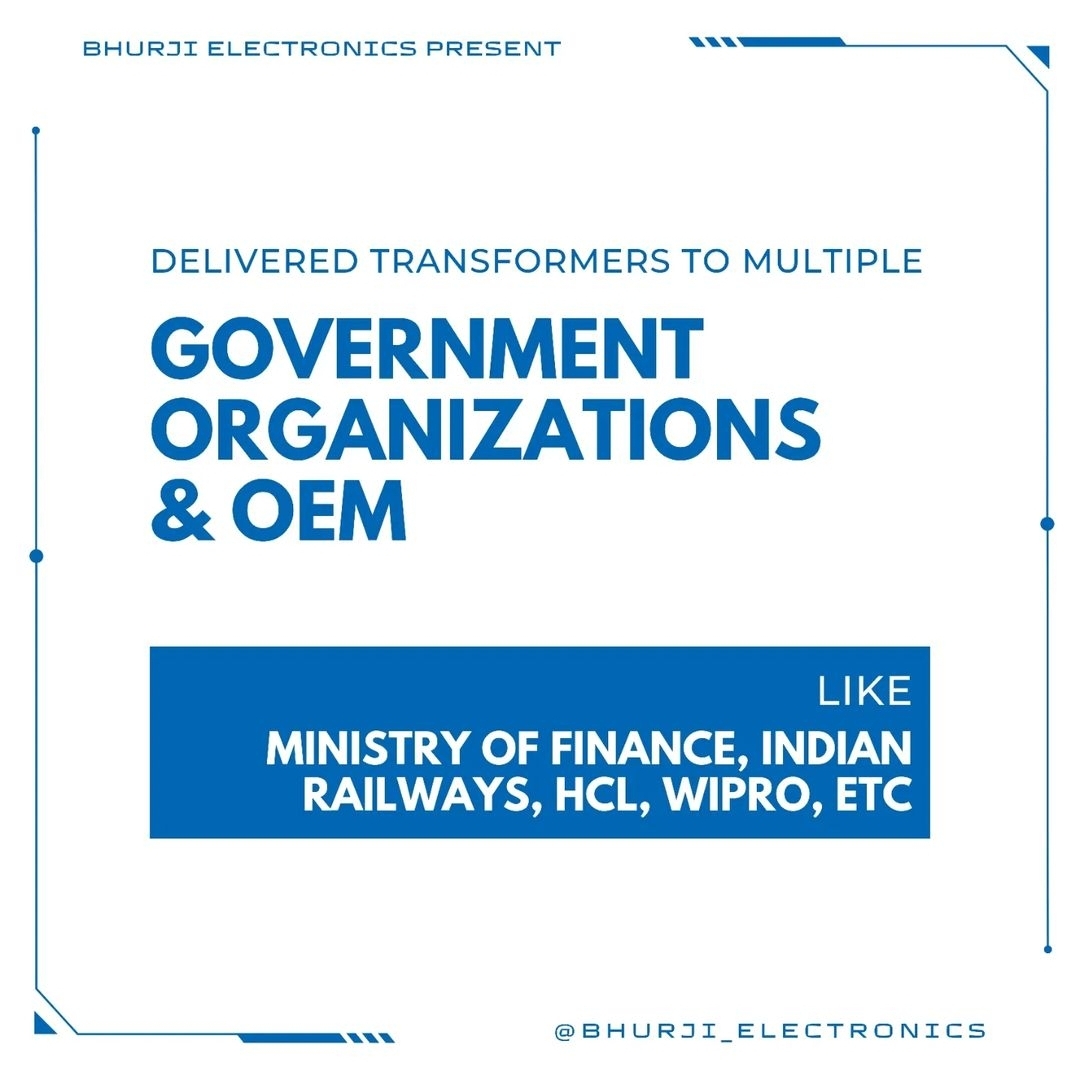 BHURJI ELECTRONICS PRESENT
DELIVERED TRANSFORMERS TO MULTIPLE
GOVERNMENT
ORGANIZATIONS
& OEM
LIKE
MINISTRY OF FINANCE, INDIAN
RAILWAYS, HCL, WIPRO, ETC
@BHURJI_ELECTRONICS